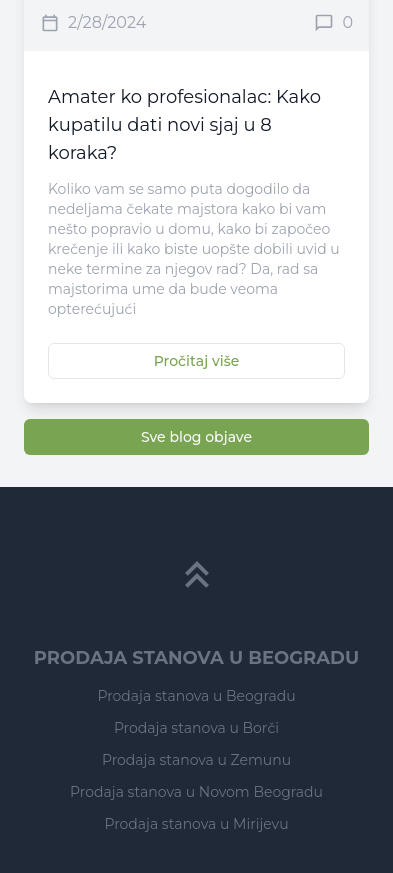 2/28/2024 0
Amater ko profesionalac: Kako
kupatilu dati novi sjaj u 8
koraka?
Koliko vam se samo puta dogodilo da
nedeljama čekate majstora kako bi vam
nešto popravio u domu, kako bi započeo
krečenje ili kako biste uopšte dobili uvid u
neke termine za njegov rad? Da, rad sa
majstorima ume da bude veoma
opterećujući
Pročitaj više
Sve blog objave
PRODAJA STANOVA U BEOGRADU
Prodaja stanova u Beogradu
Prodaja stanova u Borči
Prodaja stanova u Zemunu
Prodaja stanova u Novom Beogradu
Prodaja stanova u Mirijevu